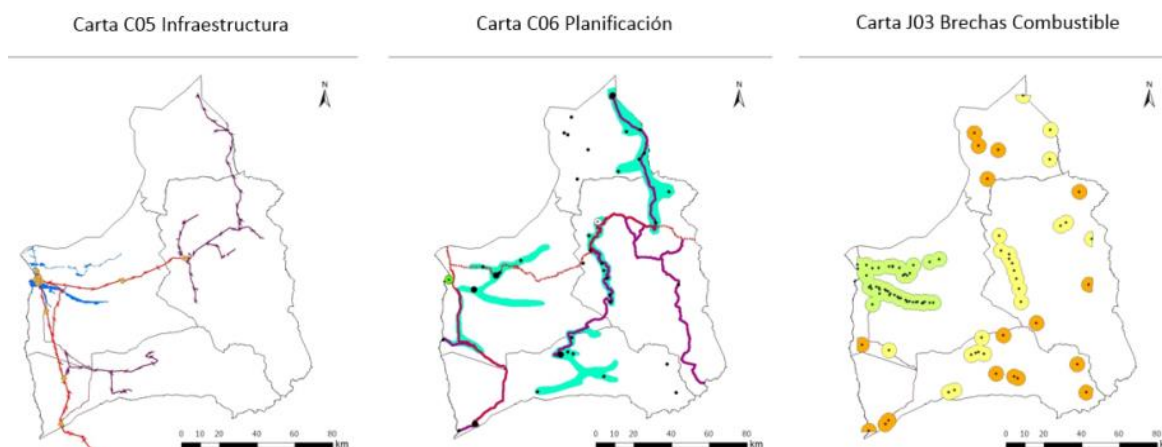 Carta C05 Infraestructura
Carta C06 Planificación
Carta J03 Brechas Combustible
N
N
N
0 10 20 40 60 80
km
0 10 20 40 60 80
km
0 10 20 40 60 80
km